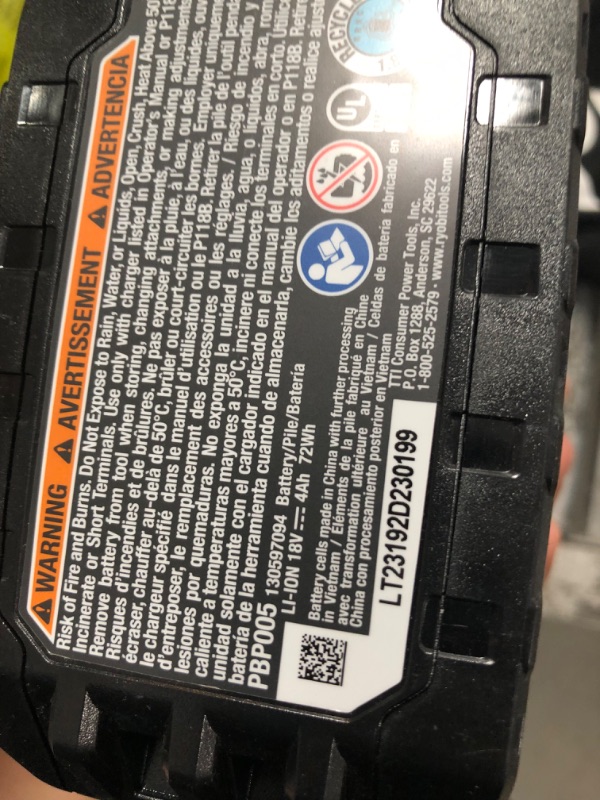 WARNING AVERTISSEMENT ADVERTENCIA
Risk of Fire and Burns. Do Not Expose to Rain, Water, or Liquids, Open, Crush, Heat Above 50
Incinerate or Short Terminals. Use only with charger listed in Operator's Manual or P118
Remove battery from tool when storing, changing attachments, or making adjustments
Risques d'incendies et de brûlures. Ne pas exposer à la pluie, à l'eau, ou des liquides, ouv
écraser, chauffer au-delà de 50°C, brûler ou court-circuiter les bornes. Employer uniquem
le chargeur spécifié dans le manuel d'utilisation ou le P118B. Retirer la pile de l'outil pend
d'entreposer, le remplacement des accessoires ou les réglages. / Riesgo de incendio y
lesiones por quemaduras. No exponga la unidad a la lluvia, agua, o líquidos, abra, rom
caliente a temperaturas mayores a 50°C, incinere ni conecte los terminales en corto. Utilice
unidad solamente con el cargador indicado en el manual del operador o en P118B. Retire
batería de la herramienta cuando de almacenarla, cambie los aditamentos o realice ajuste
PBP005 130597094 Battery/Pile/Batería
LI-ION 18V 4Ah 72Wh
RECYCL
UL
Battery cells made in China with further processing
in Vietnam / Eléments de la pile fabriqué en Chine
avec transformation ultérieure au Vietnam / Celdas de batería fabricado en
China con procesamiento posterior en Vietnam
TTI Consumer Power Tools, Inc.
P.O. Box 1288, Anderson, SC 29622
1-800-525-2579 - www.ryobitools.com
LT23192D230199